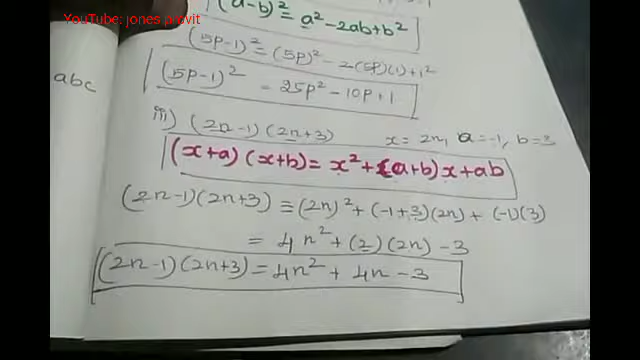 YouTube: jones provit
(a-b)² = a² - 2ab + b²
(5p-1)² = (5p)² - 2(5p)(1) + 1²
abc
(5p-1)² = 25p² - 10p + 1
iii) (2n-1) (2n+3) x = 2n, a = -1, b = 3
(x+a) (x+b) = x² + (a+b) x + ab
(2n-1) (2n+3) = (2n)² + (-1+3)(2n) + (-1)(3)
= 4n² + (2) (2n) - 3
(2n-1) (2n+3) = 4n² + 4n - 3